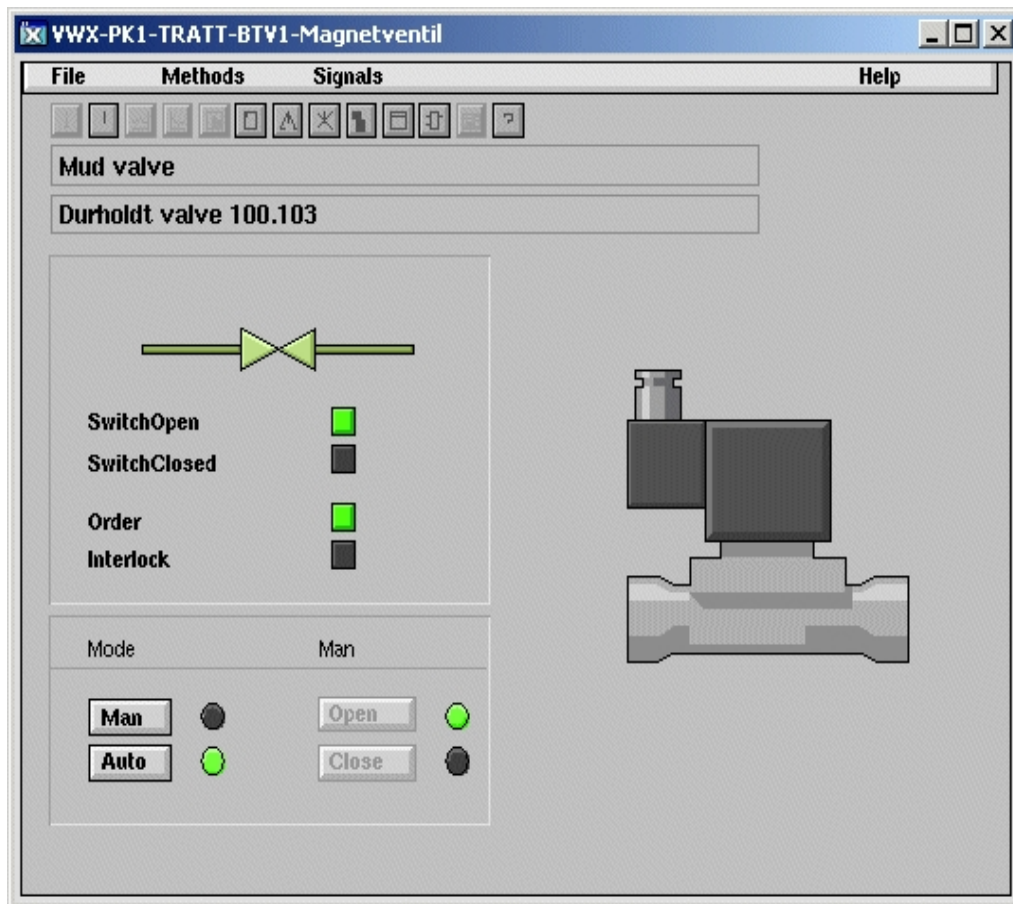 VWX-PK1-TRATT-BTV1-Magnetventil
File Methods Signals Help
Mud valve
Durholdt valve 100.103
SwitchOpen
SwitchClosed
Order
Interlock
Mode Man
Man Open
Auto Close